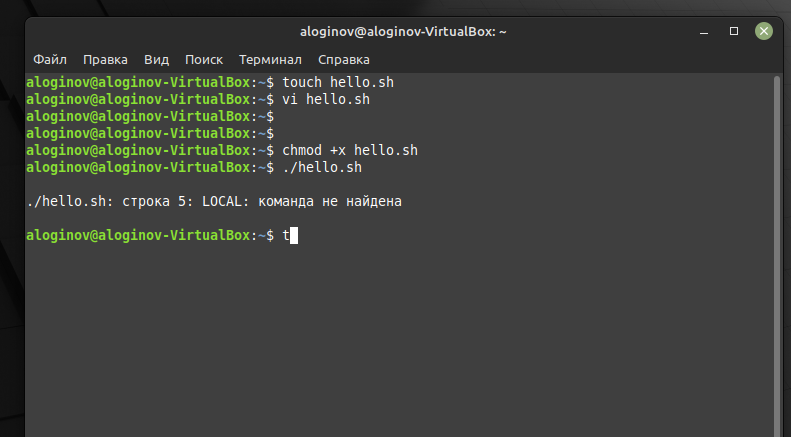 aloginov@aloginov-VirtualBox: ~
Файл Правка Вид Поиск Терминал Справка
aloginov@aloginov-VirtualBox:~$ touch hello.sh
aloginov@aloginov-VirtualBox:~$ vi hello.sh
aloginov@aloginov-VirtualBox:~$
aloginov@aloginov-VirtualBox:~$
aloginov@aloginov-VirtualBox:~$ chmod +x hello.sh
aloginov@aloginov-VirtualBox:~$ ./hello.sh
./hello.sh: строка 5: LOCAL: команда не найдена
aloginov@aloginov-VirtualBox:~$ t